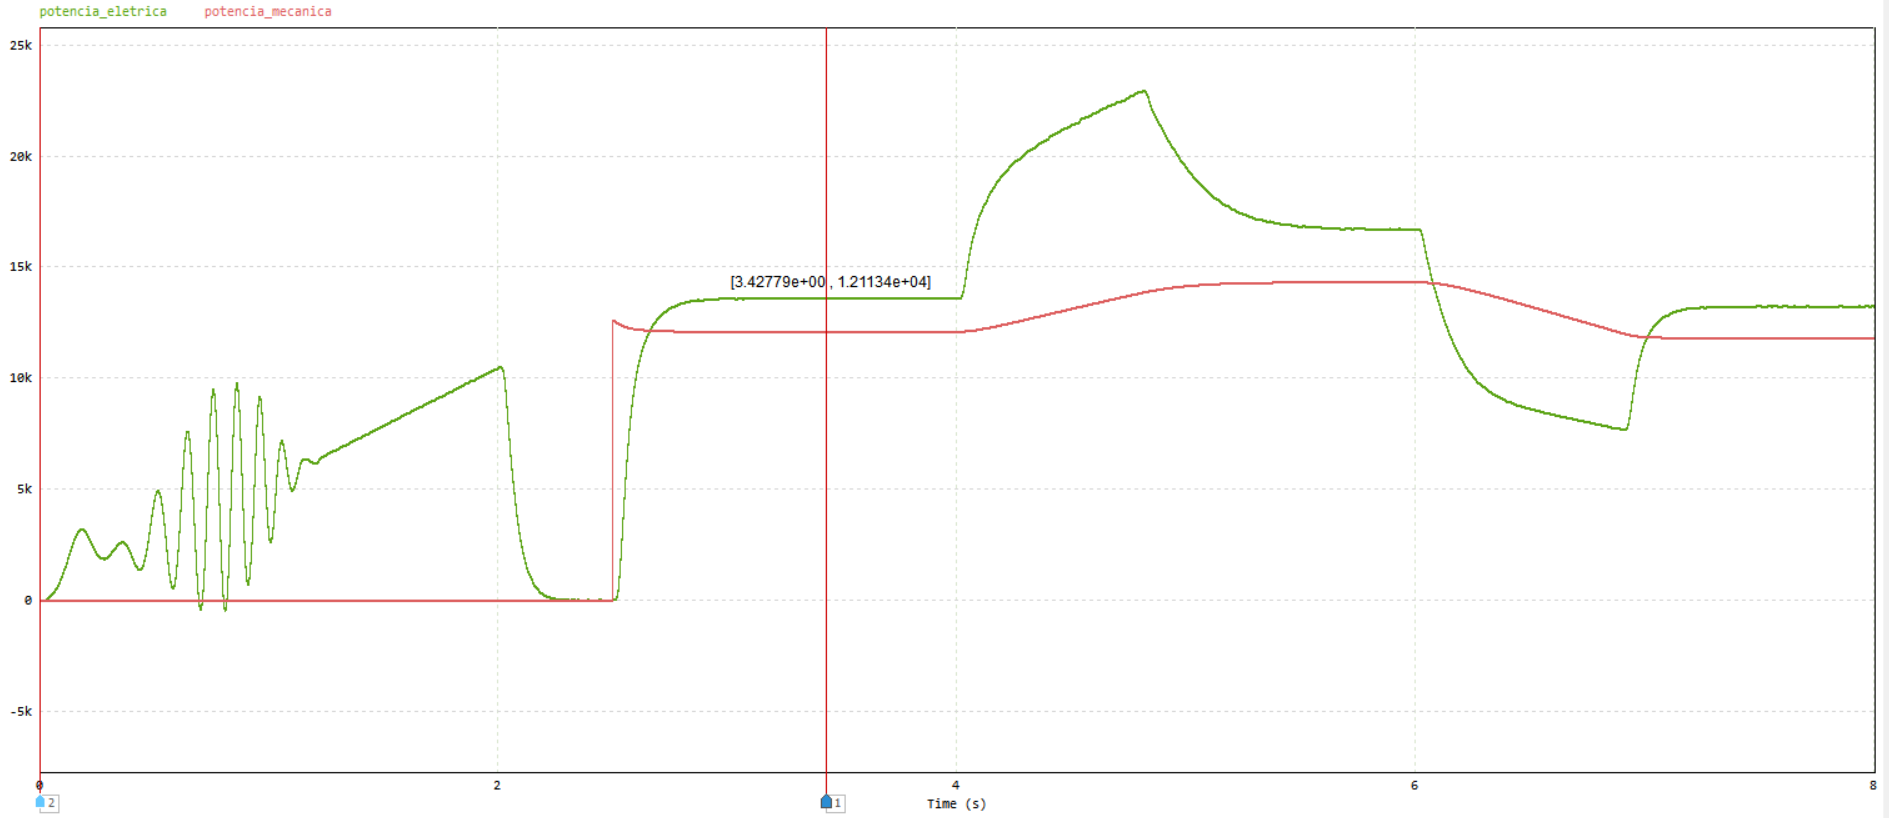 potencia_eletrica potencia_mecanica
25k
20k
15k
[3.42779e+00 , 1.21134e+04]
10k
5k
0
-5k
0 2 4 6 8
2 1 Time (s)